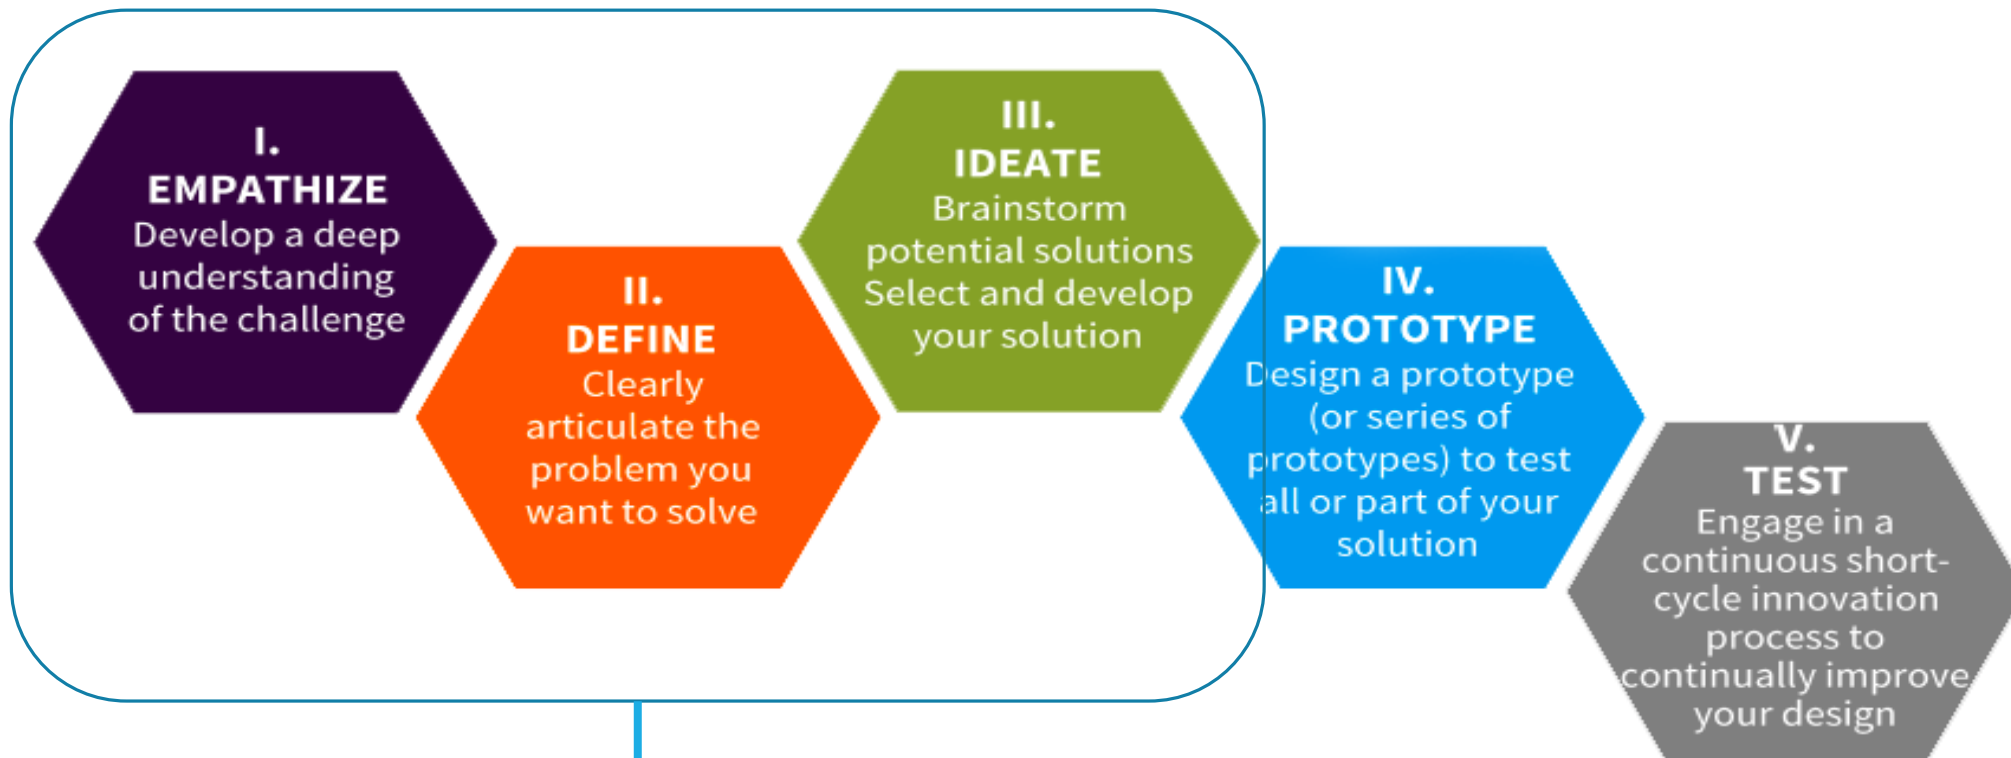 I.
EMPATHIZE
Develop a deep
understanding
of the challenge
II.
DEFINE
Clearly
articulate the
problem you
want to solve
III.
IDEATE
Brainstorm
potential solutions
Select and develop
your solution
IV.
PROTOTYPE
Design a prototype
(or series of
prototypes) to test
all or part of your
solution
V.
TEST
Engage in a
continuous short-
cycle innovation
process to
continually improve
your design